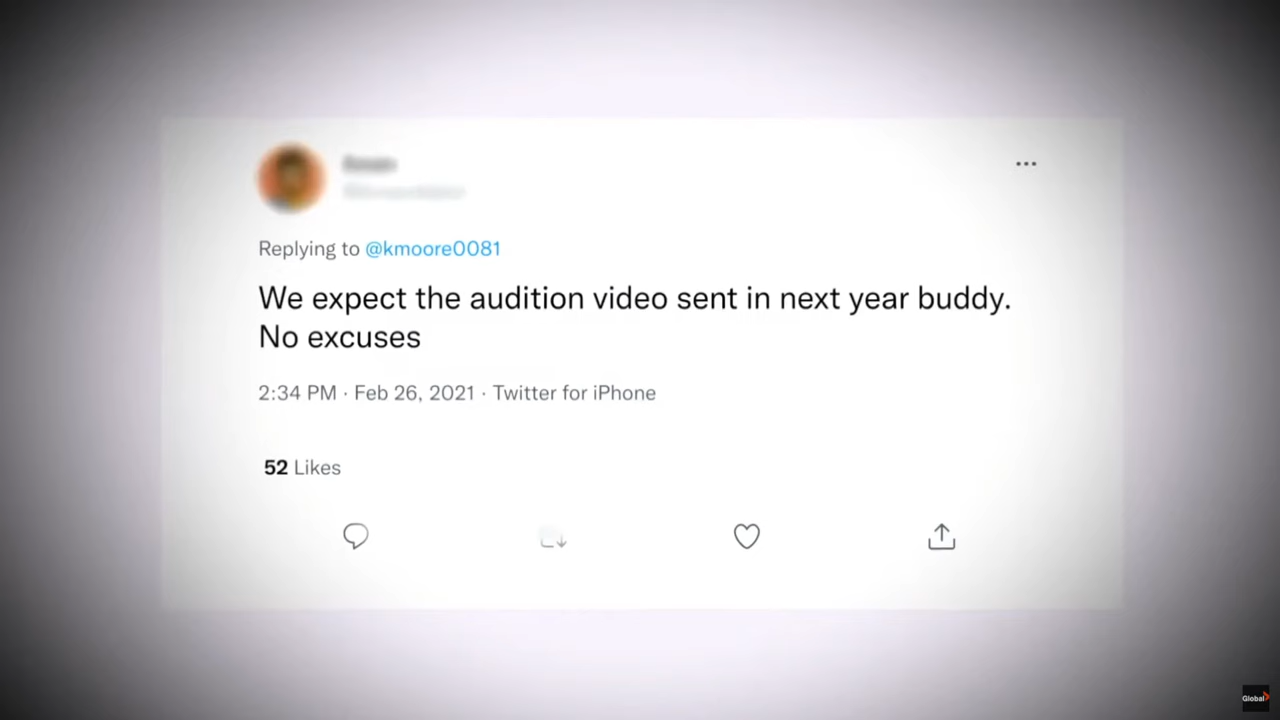 Replying to @kmoore0081
We expect the audition video sent in next year buddy.
No excuses
2:34 PM · Feb 26, 2021 · Twitter for iPhone
52 Likes
Global